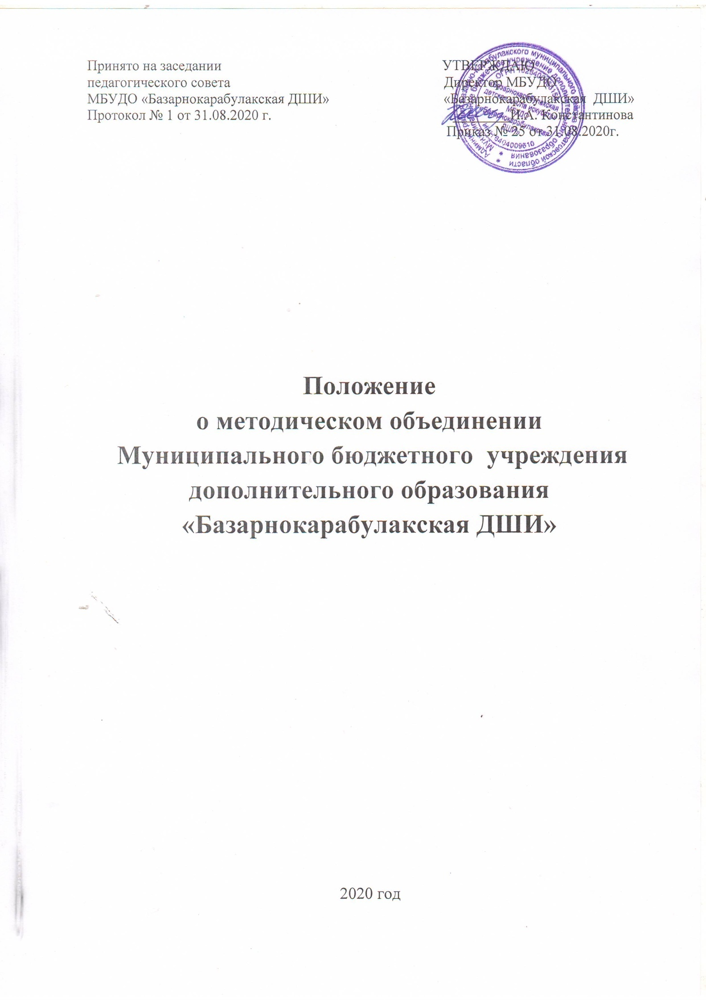 Принято на заседании
педагогического совета
МБУДО «Базарнокарабулакская ДШИ»
Протокол № 1 от 31.08.2020 г.
УТВЕРЖДАЮ
Директор МБУДО
«Базарнокарабулакская ДШИ»
И.А. Константинова
Приказ № 25 от 31.08.2020г.
Положение
о методическом объединении
Муниципального бюджетного учреждения
дополнительного образования
«Базарнокарабулакская ДШИ»
2020 год